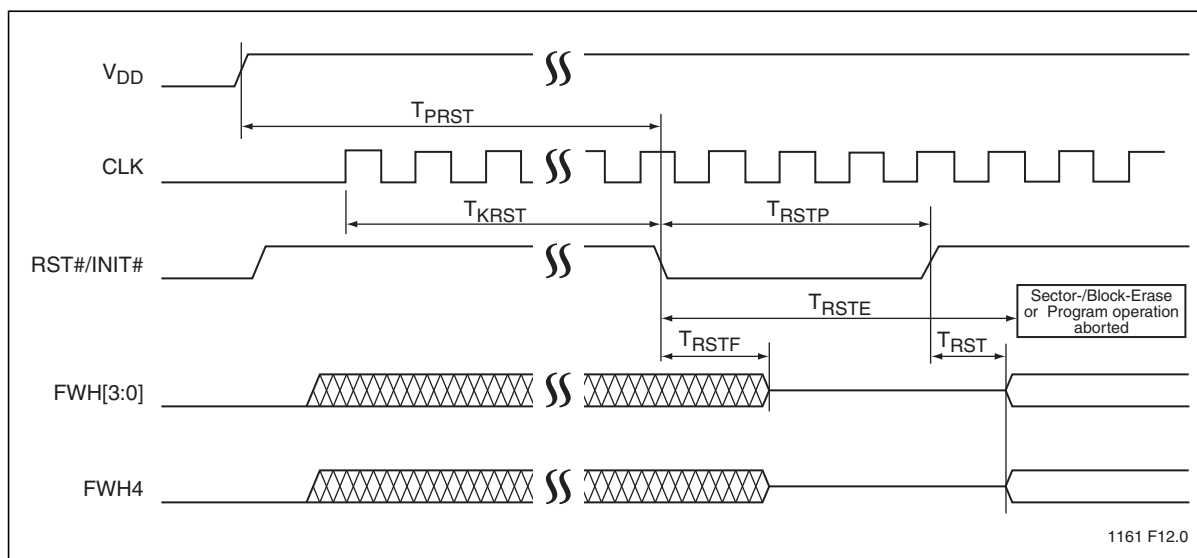 VDD
TPRST
CLK
TKRST
TRSTP
RST#/INIT#
Sector-/Block-Erase
or Program operation
aborted
TRSTE
TRSTF
TRST
FWH[3:0]
FWH4
1161 F12.0